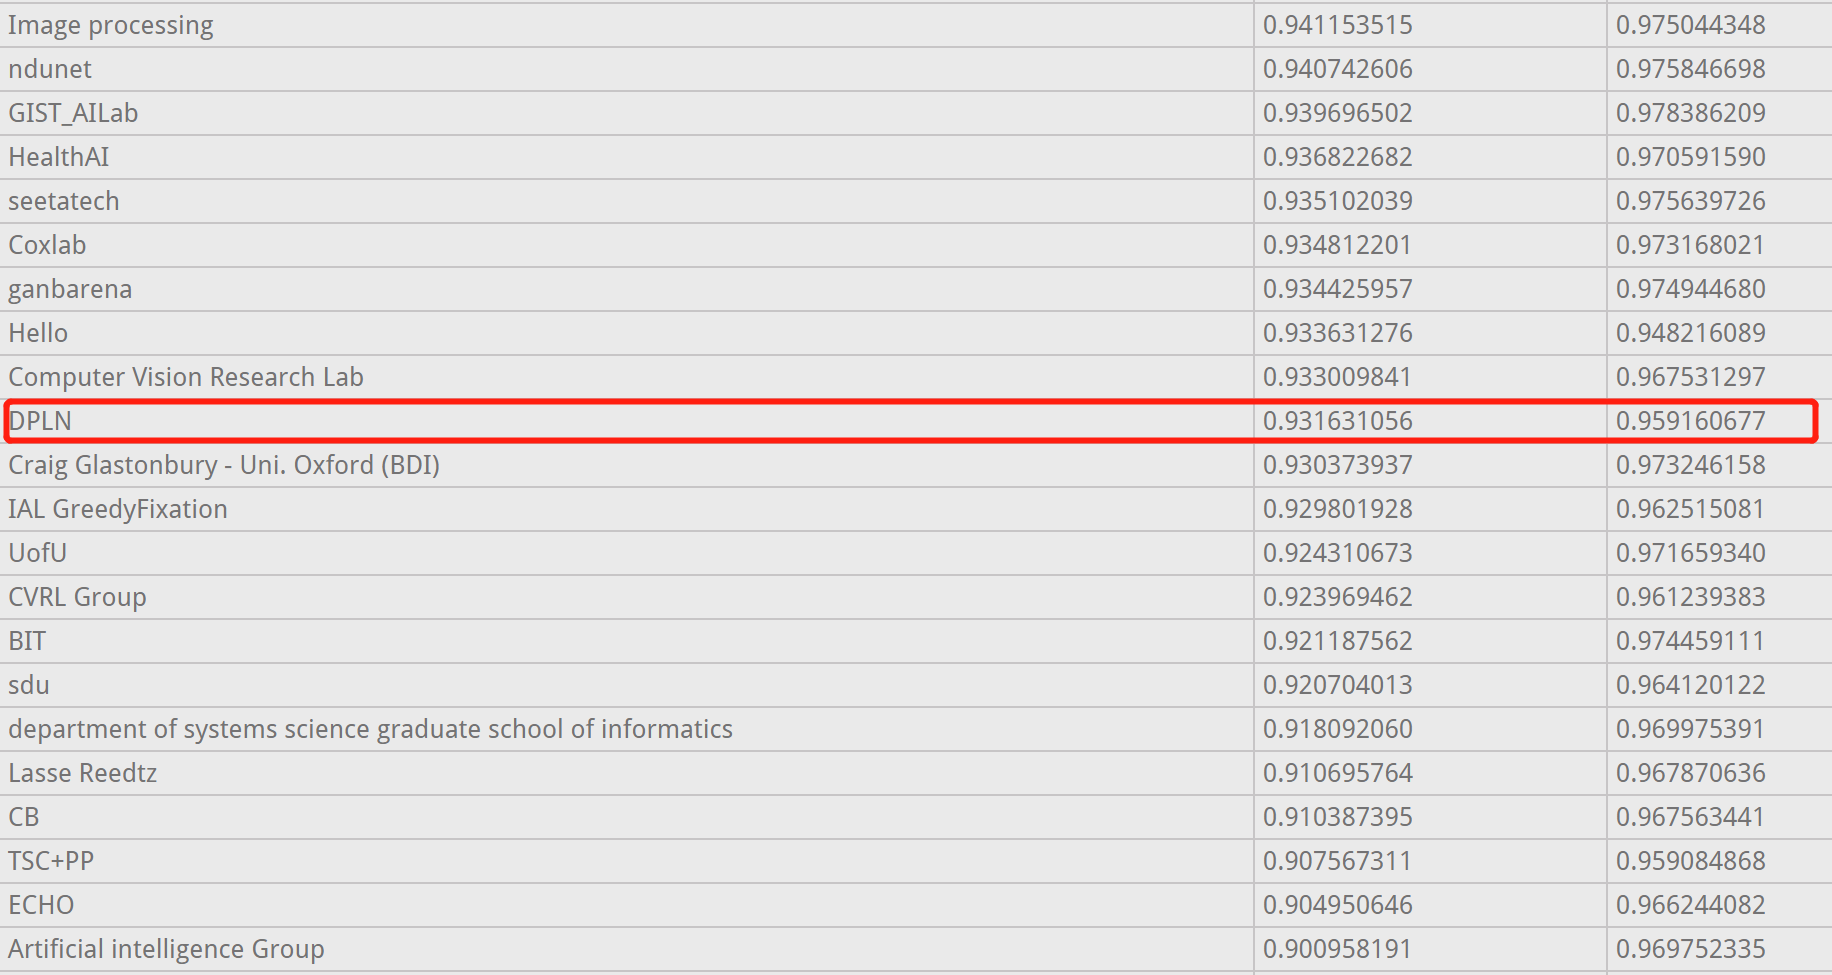 Image processing 0.941153515 0.975044348
ndunet 0.940742606 0.975846698
GIST_AILab 0.939696502 0.978386209
HealthAI 0.936822682 0.970591590
seetatech 0.935102039 0.975639726
Coxlab 0.934812201 0.973168021
ganbarena 0.934425957 0.974944680
Hello 0.933631276 0.948216089
Computer Vision Research Lab 0.933009841 0.967531297
DPLN 0.931631056 0.959160677
Craig Glastonbury - Uni. Oxford (BDI) 0.930373937 0.973246158
IAL GreedyFixation 0.929801928 0.962515081
UofU 0.924310673 0.971659340
CVRL Group 0.923969462 0.961239383
BIT 0.921187562 0.974459111
sdu 0.920704013 0.964120122
department of systems science graduate school of informatics 0.918092060 0.969975391
Lasse Reedtz 0.910695764 0.967870636
CB 0.910387395 0.967563441
TSC+PP 0.907567311 0.959084868
ECHO 0.904950646 0.966244082
Artificial intelligence Group 0.900958191 0.969752335